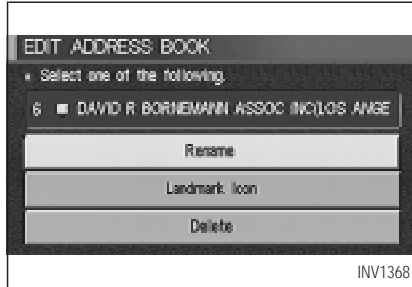 EDIT ADDRESS BOOK
Select one of the following.
6 DAVID R BORNEMANN ASSOC INC(LOS ANGE
Rename
Landmark Icon
Delete
INV1368